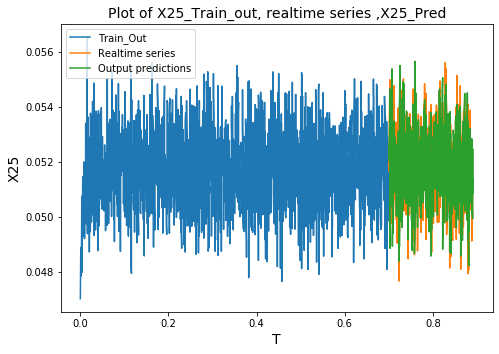 Plot of X25_Train_out, realtime series ,X25_Pred
Train_Out
Realtime series
Output predictions
X25
0.056
0.054
0.052
0.050
0.048
0.0
0.2
0.4
0.6
0.8
T